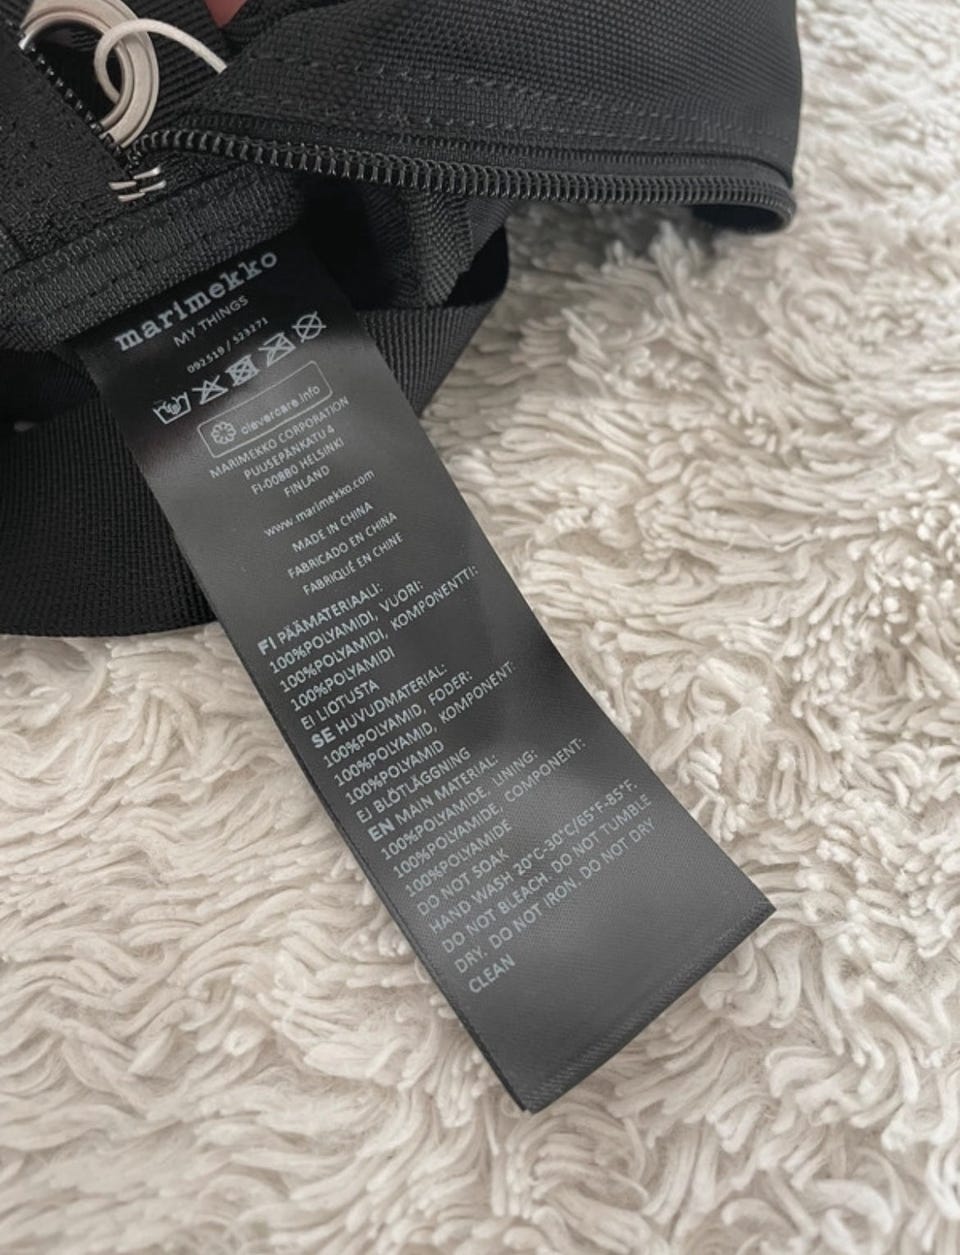 marimekko
MY THINGS
092319 / 323271
clevercare.info
MARIMEKKO CORPORATION
PUUSEPÄNKATU 4
FI-00880 HELSINKI
FINLAND
www.marimekko.com
MADE IN CHINA
FABRICADO EN CHINA
FABRIQUÉ EN CHINE
FI PÄÄMATERIAALI:
100%POLYAMIDI, VUORI:
100%POLYAMIDI, KOMPONENTTI:
100%POLYAMIDI
EI LIOTUSTA
SE HUVUDMATERIAL:
100%POLYAMID, FODER:
100%POLYAMID, KOMPONENT:
100%POLYAMID
EJ BLÖTLÄGGNING
EN MAIN MATERIAL:
100%POLYAMIDE, LINING:
100%POLYAMIDE, COMPONENT:
100%POLYAMIDE
DO NOT SOAK
HAND WASH 20°C-30°C/65°F-85°F.
DO NOT BLEACH. DO NOT TUMBLE
DRY. DO NOT IRON. DO NOT DRY
CLEAN